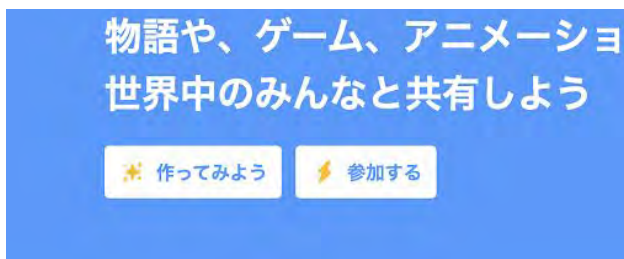 物語や、ゲーム、アニメーショ
世界中のみんなと共有しよう
作ってみよう
参加する